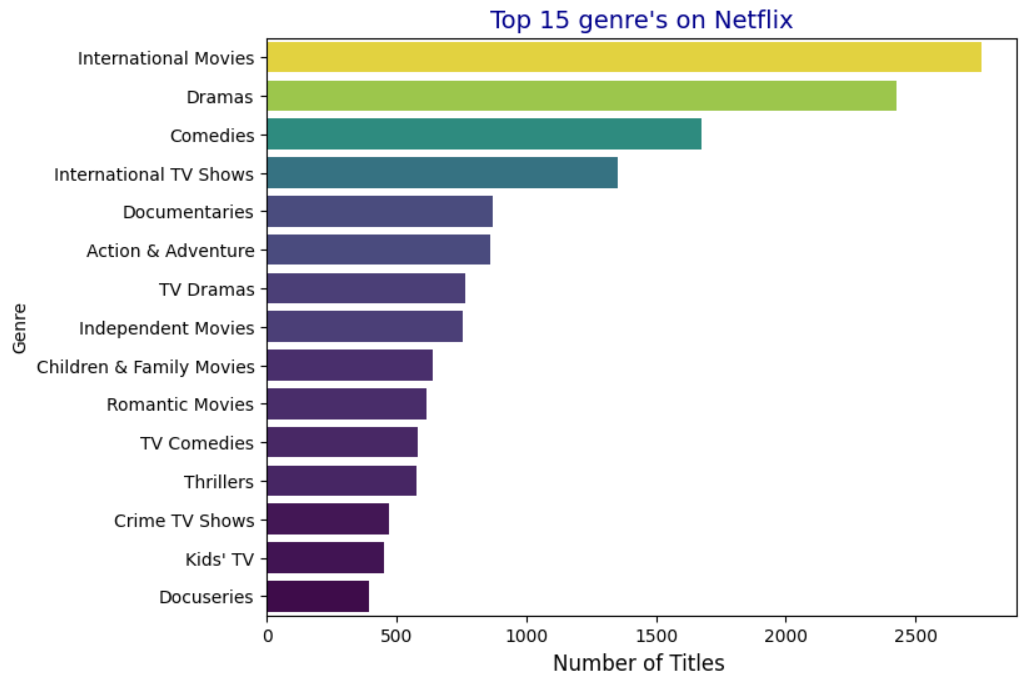 Top 15 genre's on Netflix
International Movies
Dramas
Comedies
International TV Shows
Documentaries
Action & Adventure
TV Dramas
Independent Movies
Children & Family Movies
Romantic Movies
TV Comedies
Thrillers
Crime TV Shows
Kids' TV
Docuseries
Genre
0 500 1000 1500 2000 2500
Number of Titles